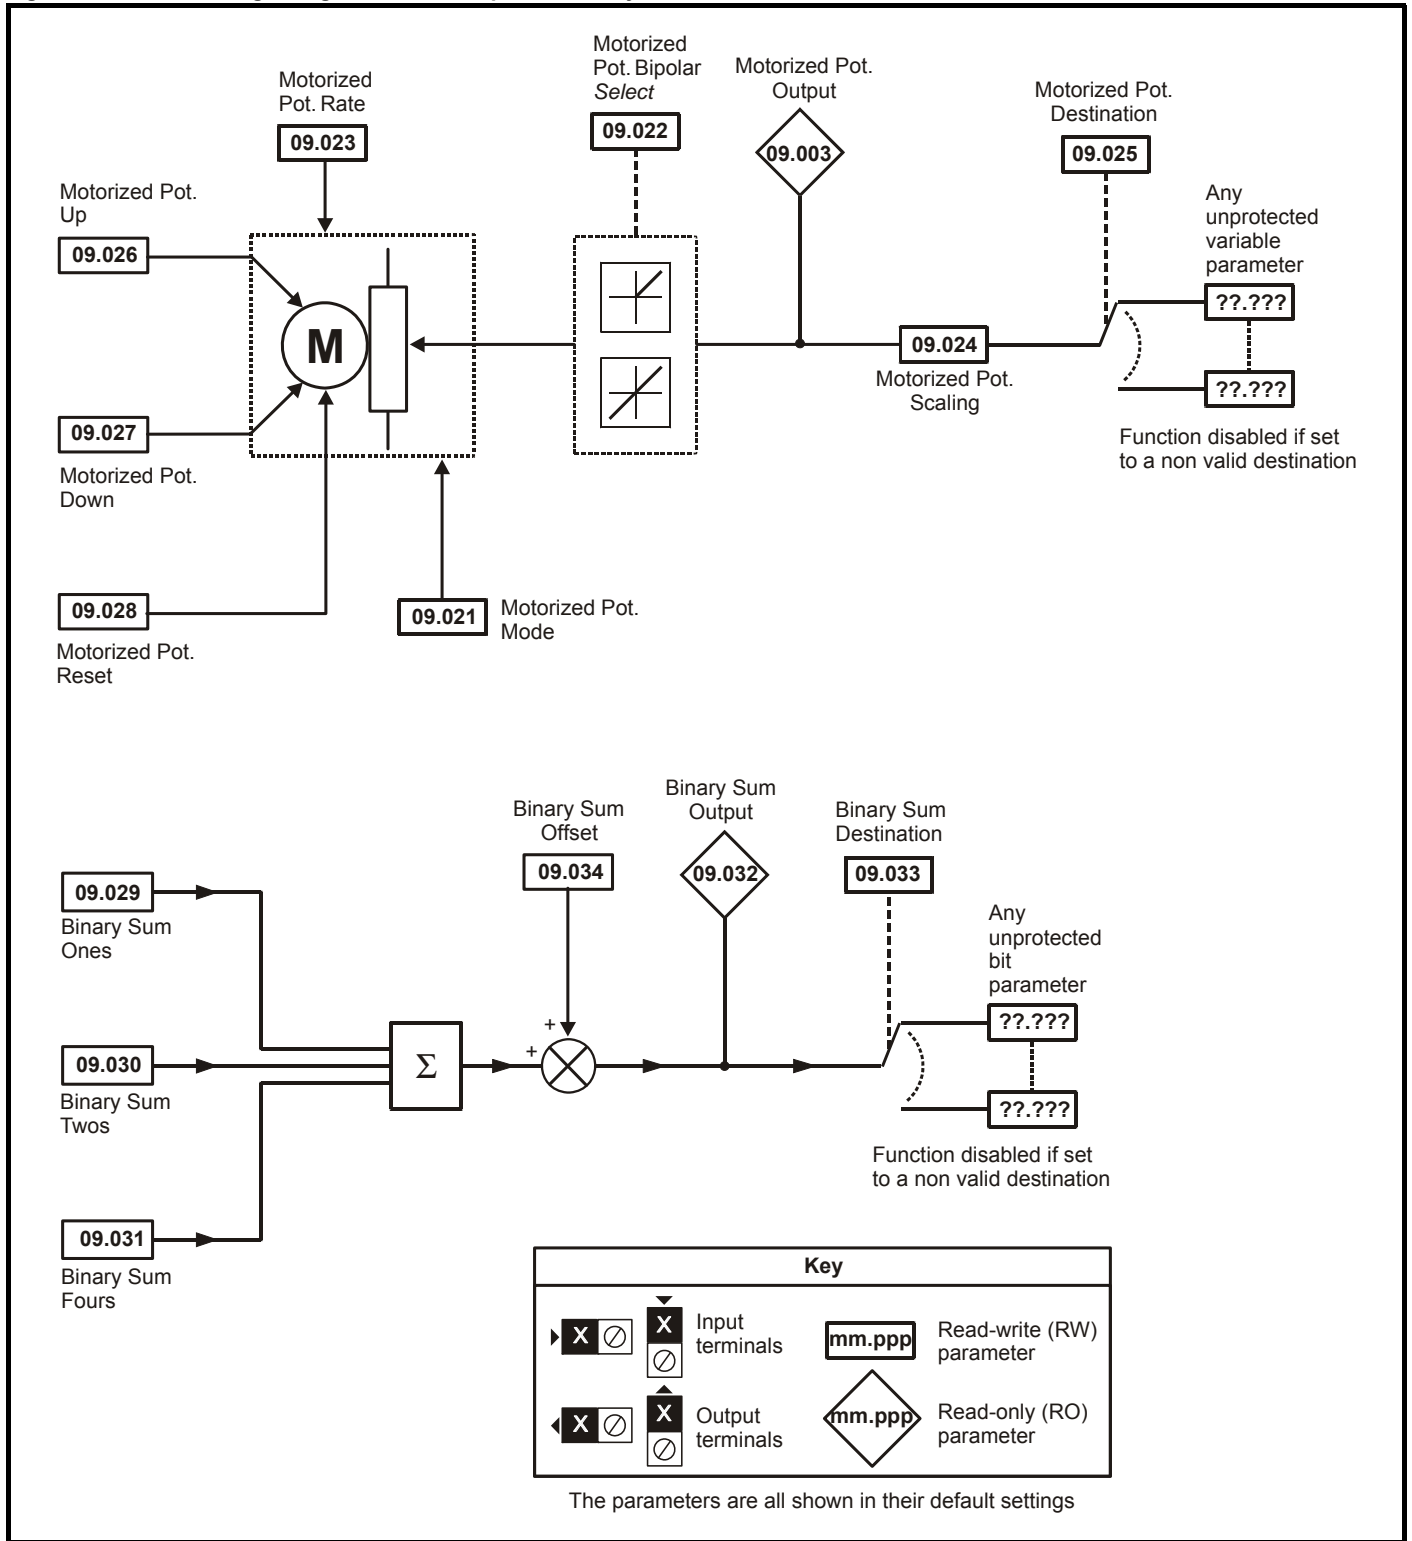 Motorized
Pot. Rate
09.023
Motorized
Pot. Bipolar
Select
09.022
Motorized Pot.
Output
09.003
Motorized Pot.
Destination
09.025
Motorized Pot.
Up
09.026
Any
unprotected
variable
parameter
??.???
??.???
M
09.024
Motorized Pot.
Scaling
09.027
Motorized Pot.
Down
Function disabled if set
to a non valid destination
09.028
Motorized Pot.
Reset
09.021
Motorized Pot.
Mode
Binary Sum
Offset
09.034
Binary Sum
Output
09.032
Binary Sum
Destination
09.033
09.029
Binary Sum
Ones
Any
unprotected
bit
parameter
??.???
??.???
09.030
Binary Sum
Twos
Σ
+
+
Function disabled if set
to a non valid destination
09.031
Binary Sum
Fours
Key
X
X
Input
terminals
mm.ppp
Read-write (RW)
parameter
X
X
Output
terminals
mm.ppp
Read-only (RO)
parameter
The parameters are all shown in their default settings